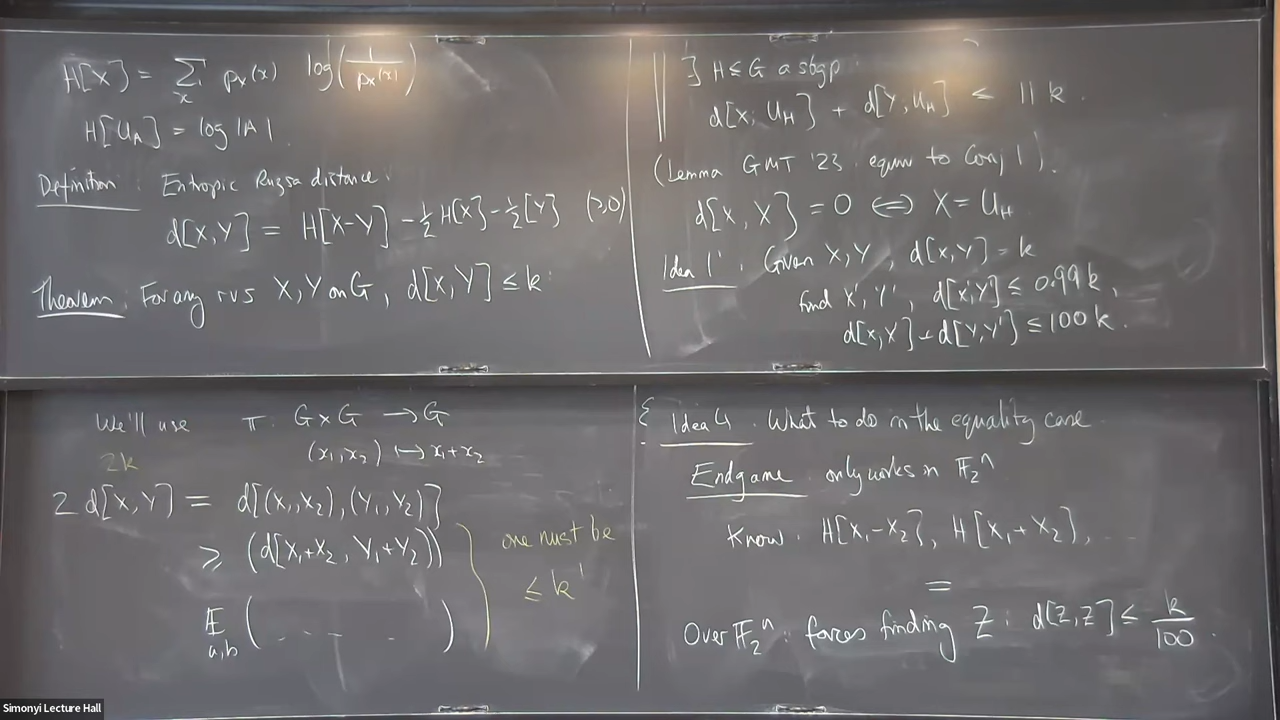 H[X] = ∑_x p_X(x) log(1/p_X(x))
H[U_A] = log |A|.
Definition: Entropic Ruzsa distance.
d[X,Y] = H[X-Y] - ½H[X] - ½[Y] (≥0)
Theorem. For any rvs X, Y on G, d[X,Y] ≤ k
∃ H ≤ G a sbgp.
d[X; U_H] + d[Y, U_H] ≤ 11 k.
(Lemma GMT '23 equiv to Conj 1).
d[X, X] = 0 ⟺ X = U_H
Idea 1'. Given X, Y, d[X,Y] = k
find X', Y', d[X',Y'] ≤ 0.99k,
d[X,X'] + d[Y,Y'] ≤ 100 k.
We'll use π: G×G → G
(x₁,x₂) ↦ x₁+x₂
2k
2 d[X,Y] = d[(X₁,X₂),(Y₁,Y₂)]
≥ (d[X₁+X₂, Y₁+Y₂])
𝔼_{a,b} ( . . . . )
one must be
≤ k
Idea 4. What to do in the equality case
Endgame only works in 𝔽₂ⁿ
Know. H[X₁-X₂], H[X₁+X₂], ...
=
Over 𝔽₂ⁿ: forces finding Z: d[Z,Z] ≤ k/100.
Simonyi Lecture Hall